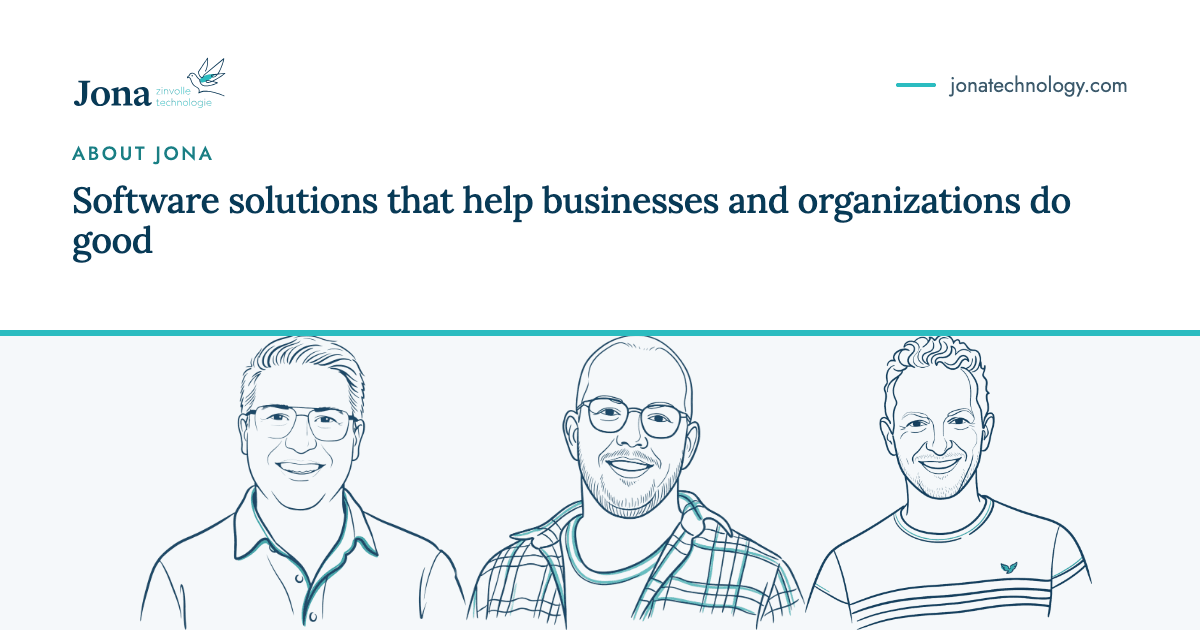 Jona
zinvolle
technologie
jonatechnology.com
ABOUT JONA
Software solutions that help businesses and organizations do
good